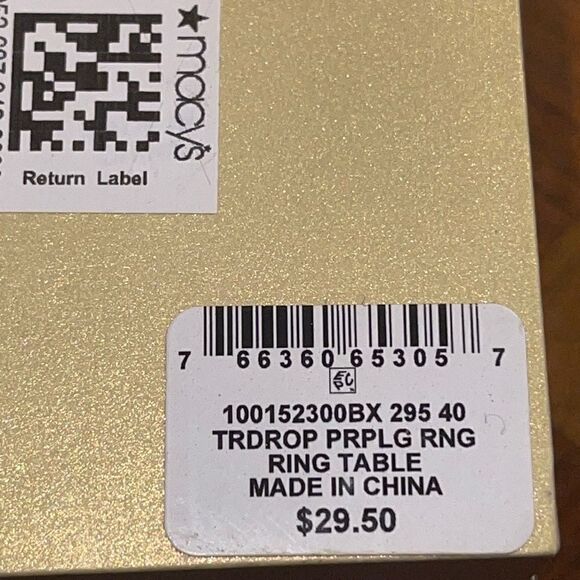 ★macy's
Return Label
7 66360 65305 7
100152300BX 295 40
TRDROP PRPLG RNG
RING TABLE
MADE IN CHINA
$29.50